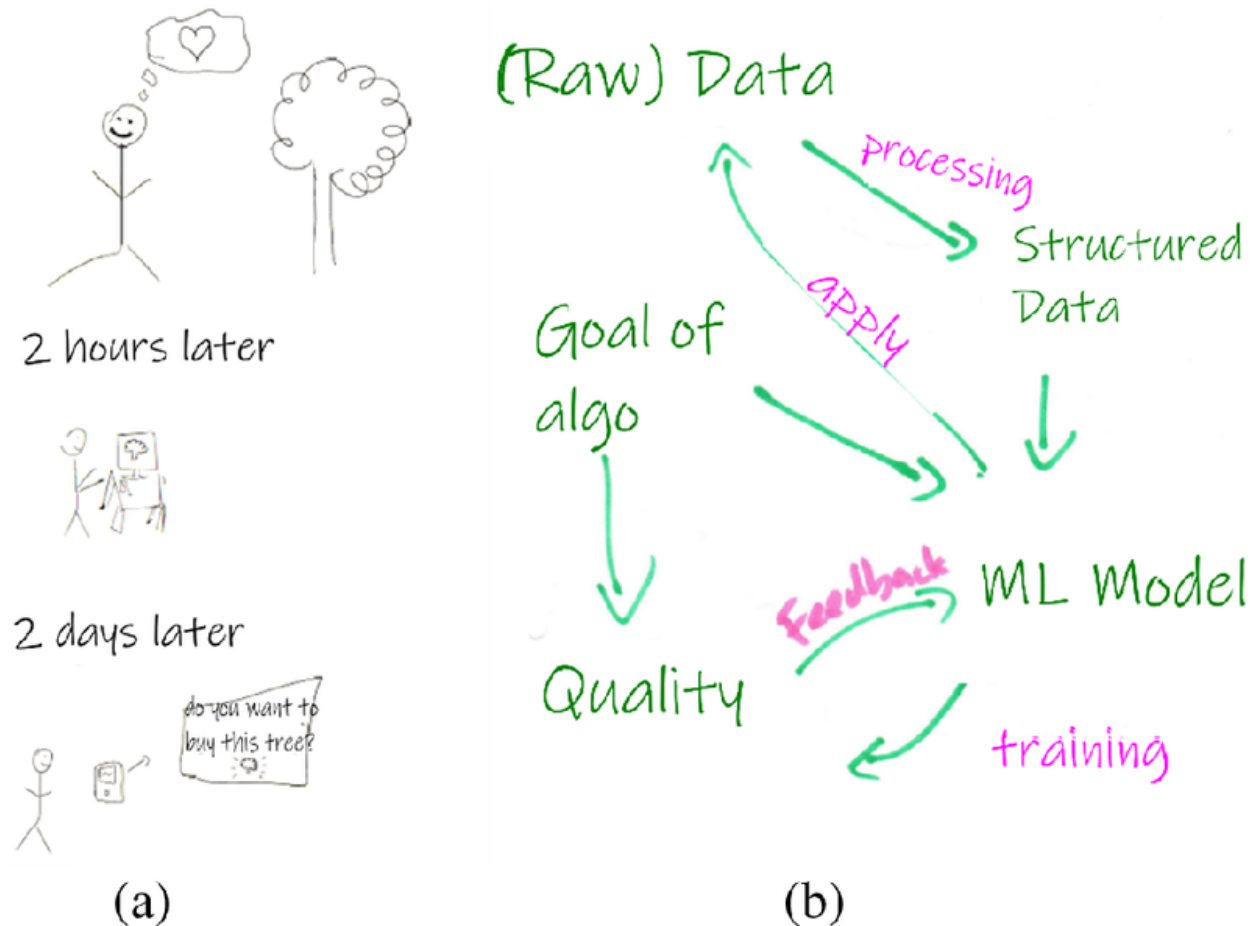 2 hours later
2 days later
do you want to
buy this tree?
(a)
(Raw) Data
processing
Structured
Data
apply
Goal of
algo
Feedback
ML Model
Quality
training
(b)